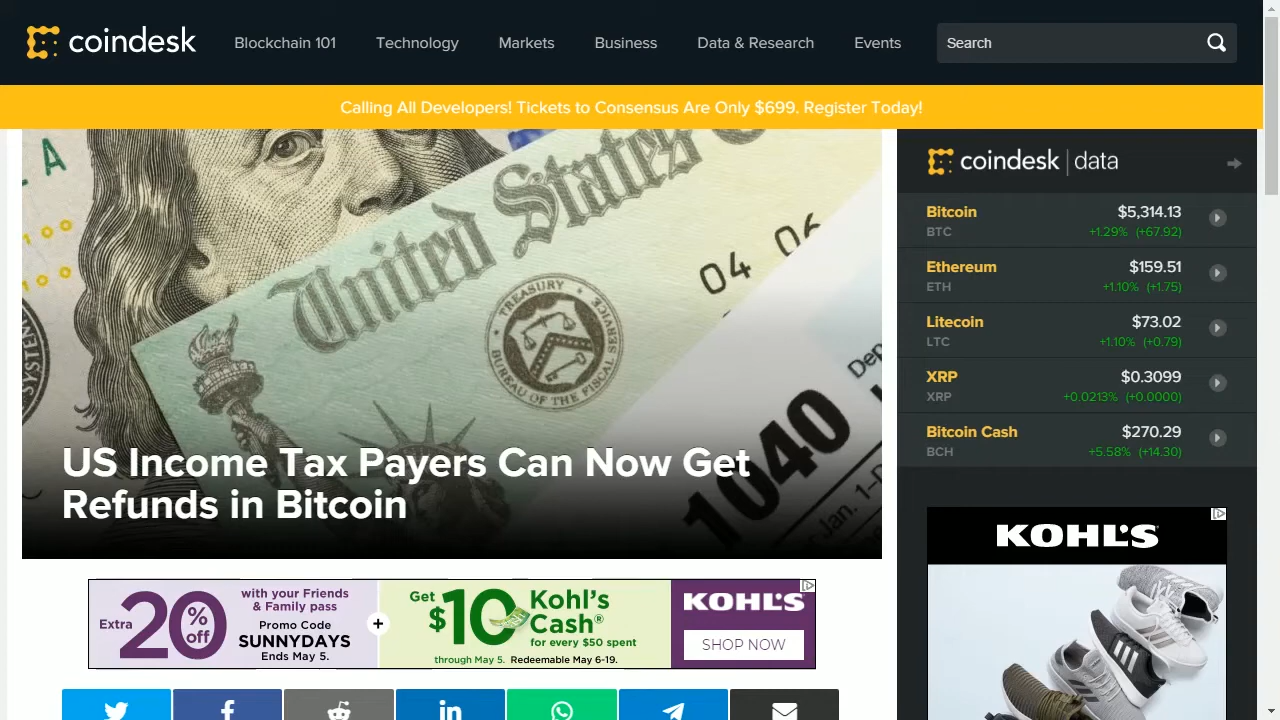 coindesk
Blockchain 101
Technology
Markets
Business
Data & Research
Events
Search
Calling All Developers! Tickets to Consensus Are Only $699. Register Today!
A
100
100
SYSTEM
United States
04 06
TREASURY
BUREAU OF THE FISCAL SERVICE
1040
Jan. 1-D
US Income Tax Payers Can Now Get
Refunds in Bitcoin
Extra
20% off
with your Friends
& Family pass
Promo Code
SUNNYDAYS
Ends May 5.
+
Get
$10
Kohl's
Cash®
for every $50 spent
through May 5. Redeemable May 6-19.
KOHL'S
SHOP NOW
coindesk | data
Bitcoin
$5,314.13
BTC
+1.29% (+67.92)
Ethereum
$159.51
ETH
+1.10% (+1.75)
Litecoin
$73.02
LTC
+1.10% (+0.79)
XRP
$0.3099
XRP
+0.0213% (+0.0000)
Bitcoin Cash
$270.29
BCH
+5.58% (+14.30)
KOHL'S